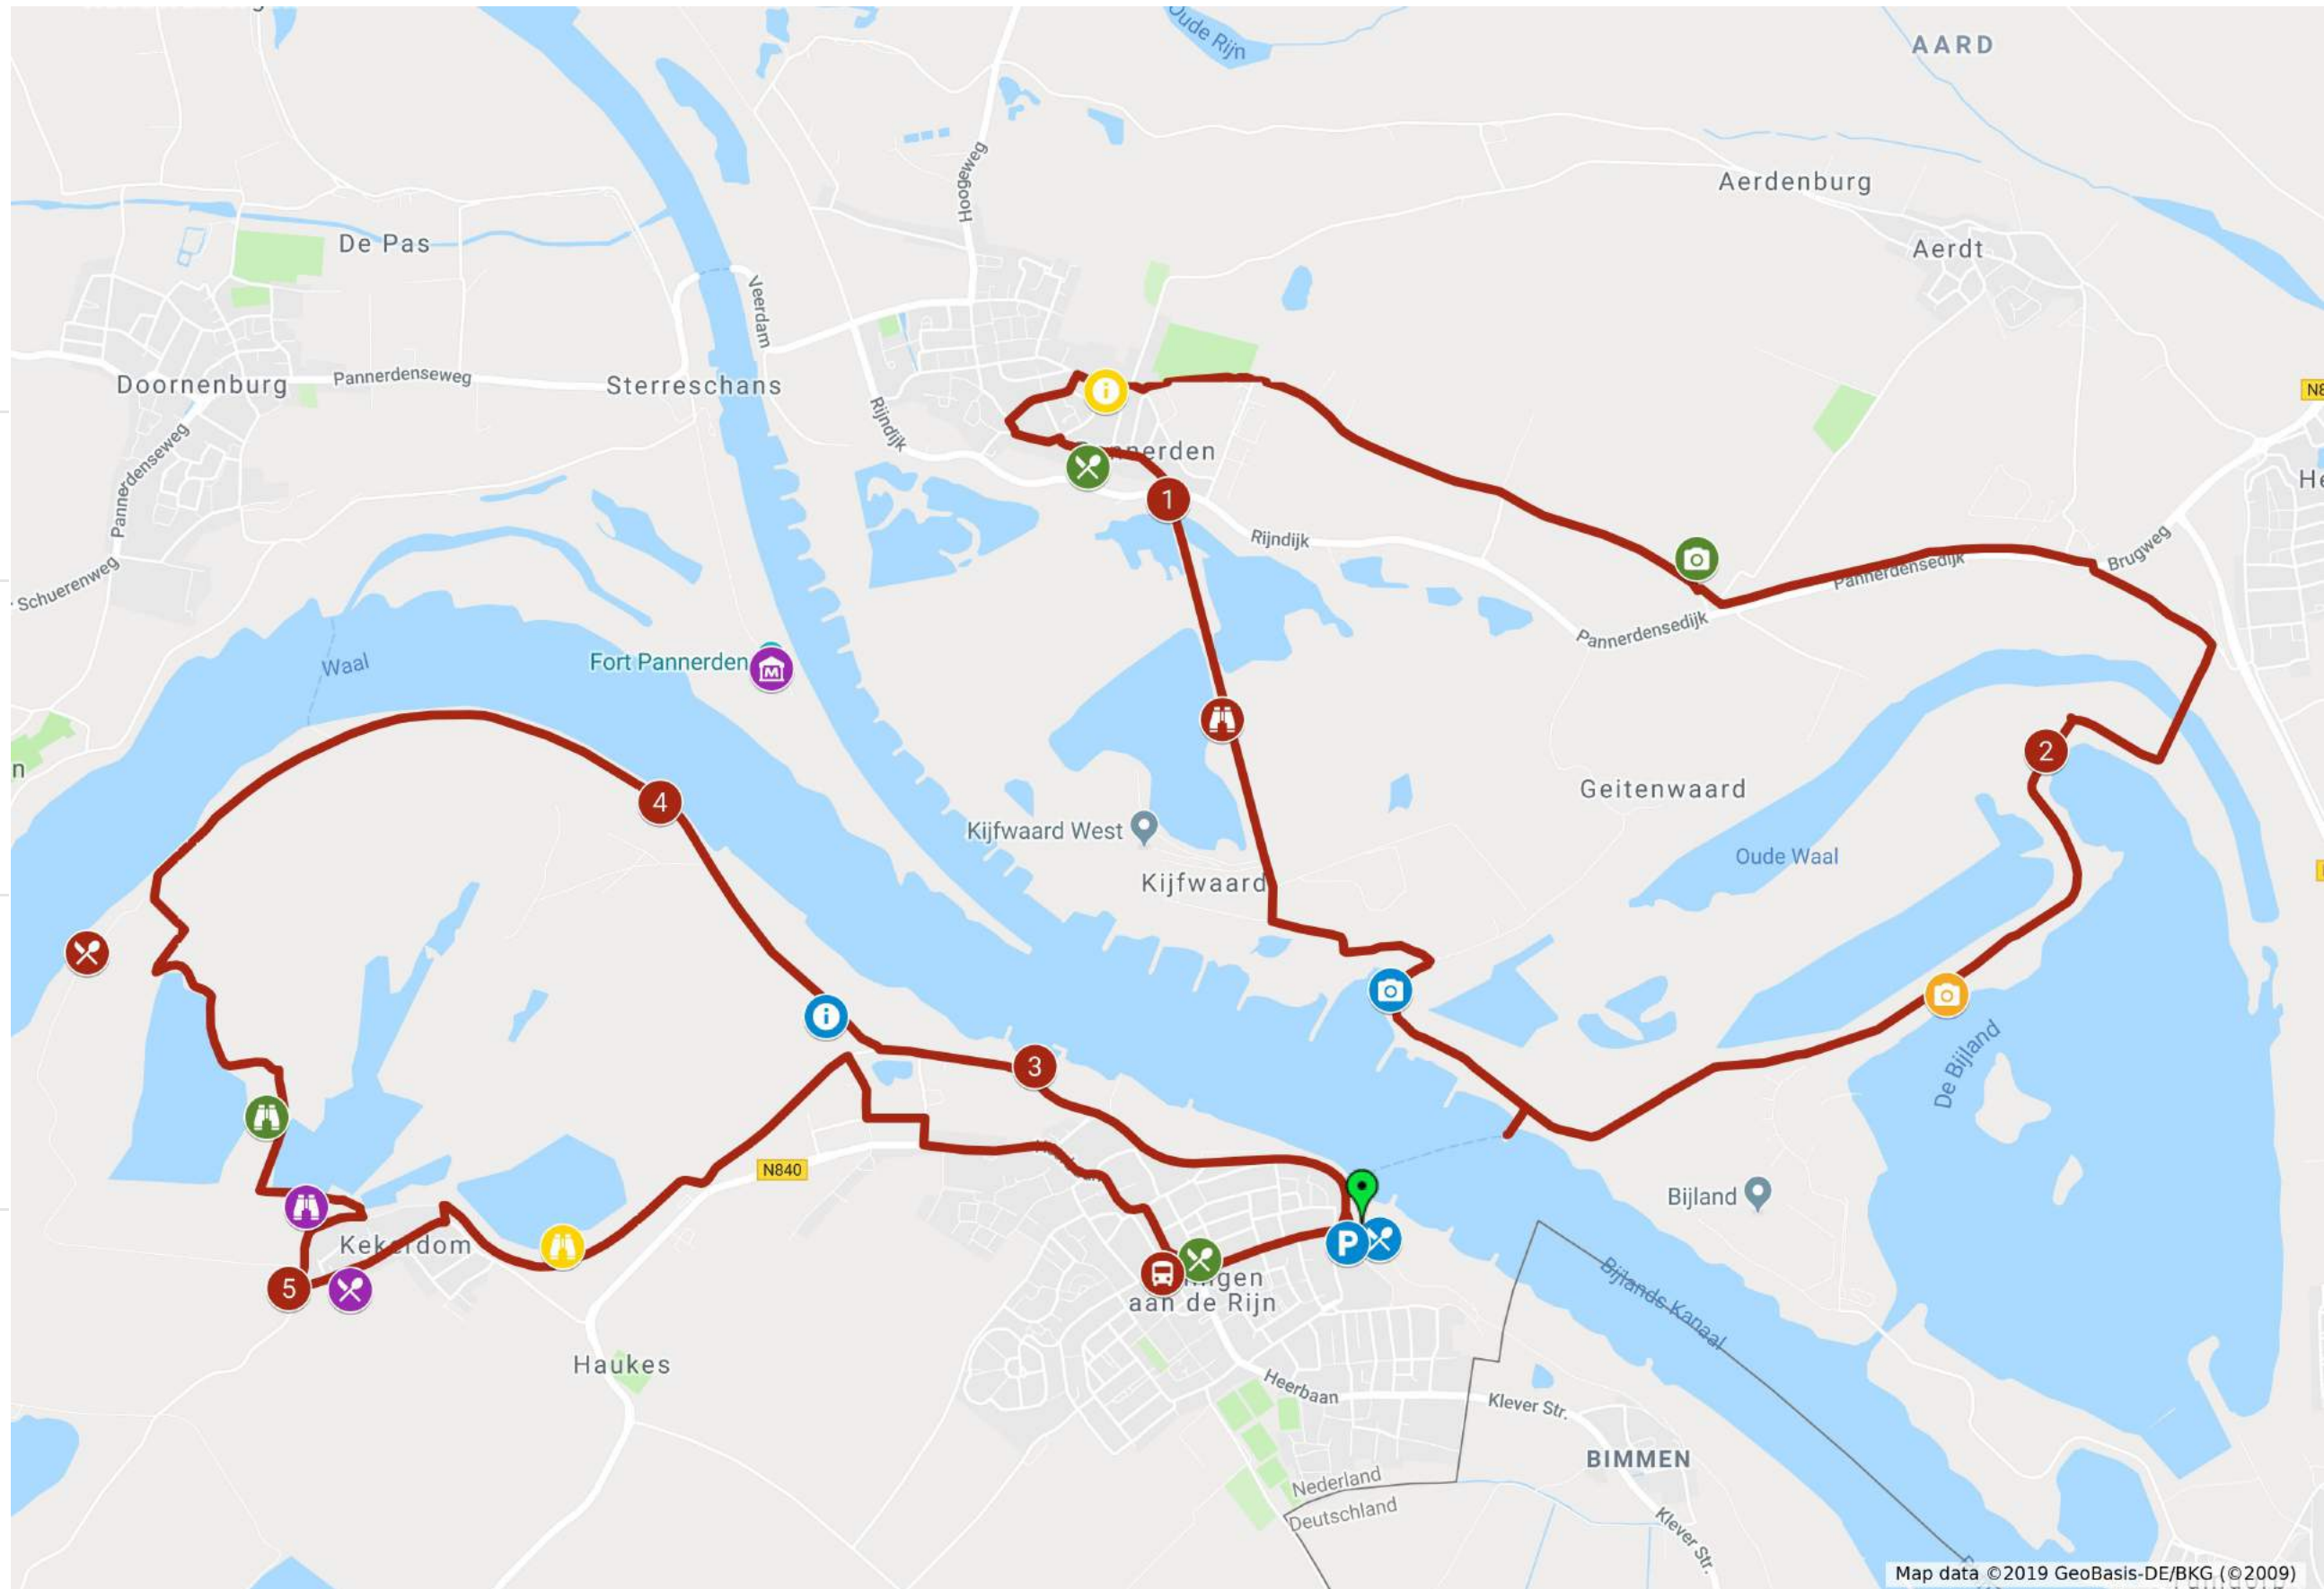 Oude Rijn
AARD
Hoogeweg
Aerdenburg
De Pas
Aerdt
Veerdam
Doornenburg
Pannerdenseweg
Sterreschans
Rijndijk
i
nnerden
1
Pannerdenseweg
Rijndijk
Brugweg
Pannerdensedijk
Schuerenweg
Pannerdensedijk
Waal
Fort Pannerden
M
2
Geitenwaard
4
Kijfwaard West
Oude Waal
Kijfwaard
i
De Bijland
3
N840
Bijland
P
Kekerdom
5
ngen
aan de Rijn
Bijlands Kanaal
Haukes
Heerbaan
Klever Str.
BIMMEN
Nederland
Deutschland
Klever Str.
Map data ©2019 GeoBasis-DE/BKG (©2009)